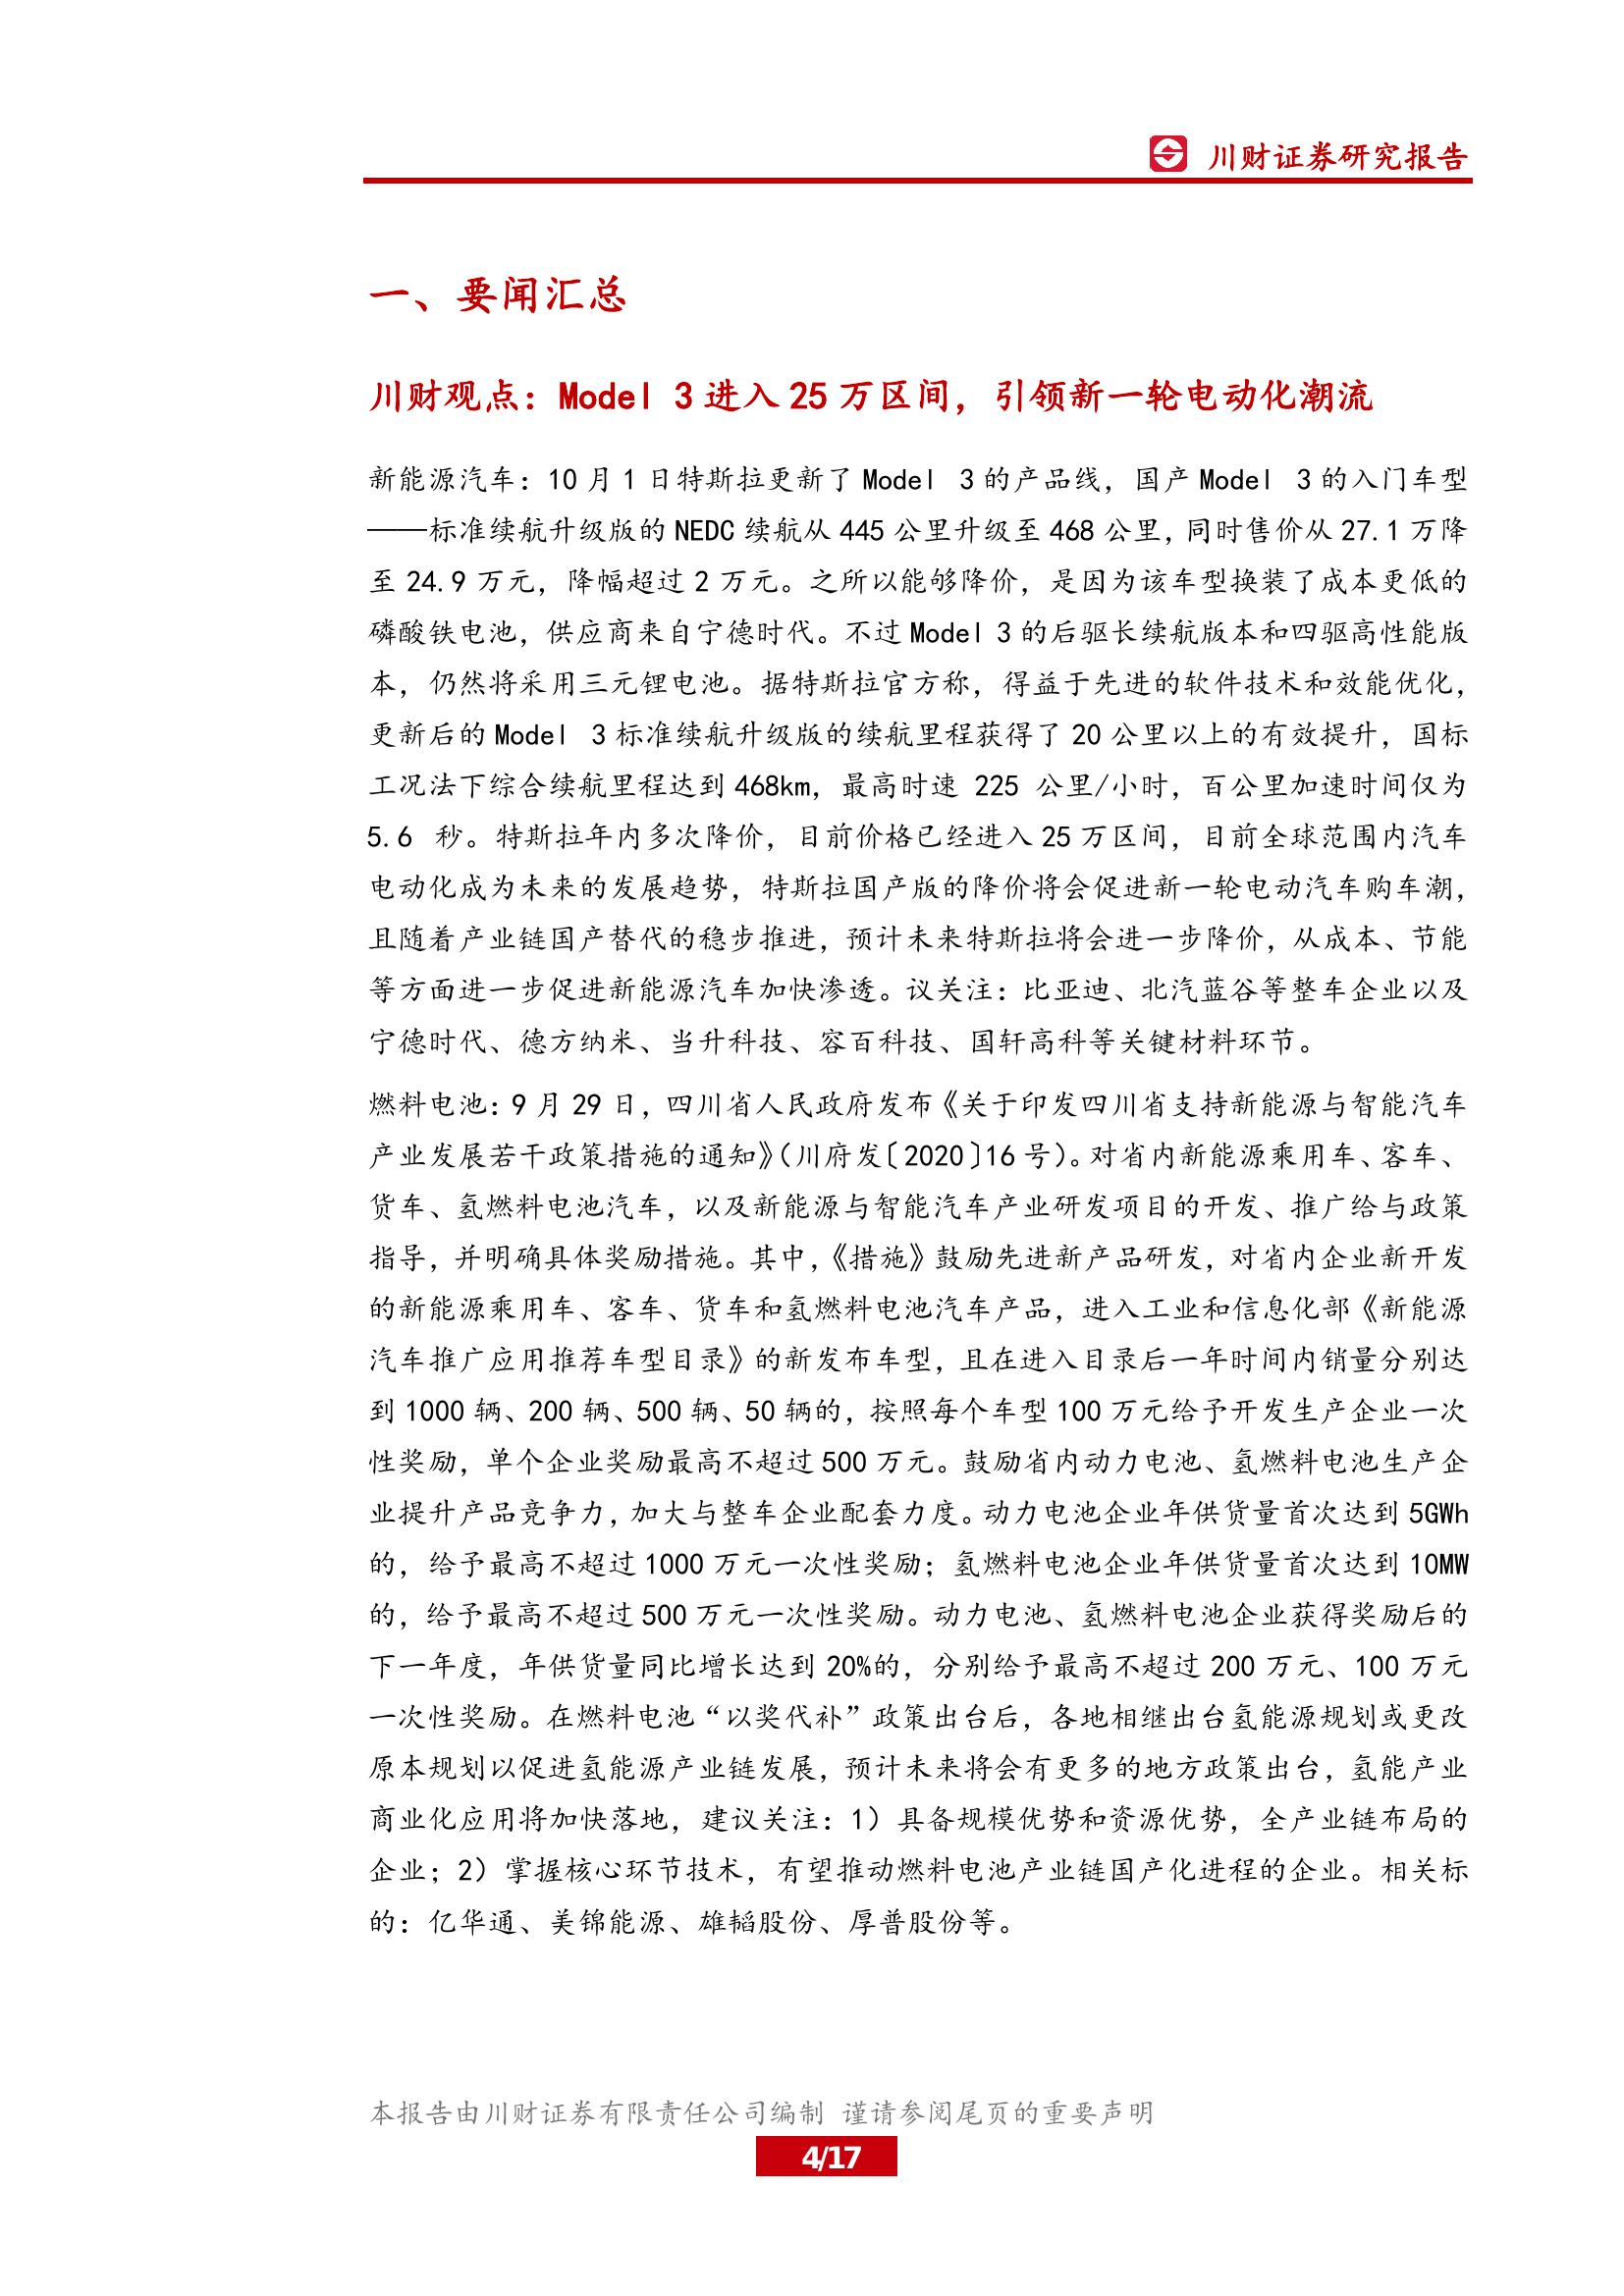 川财证券研究报告
一、要闻汇总
川财观点：Model 3 进入 25 万区间，引领新一轮电动化潮流
新能源汽车：10 月 1 日特斯拉更新了 Model 3 的产品线，国产 Model 3 的入门车型
——标准续航升级版的 NEDC 续航从 445 公里升级至 468 公里，同时售价从 27.1 万降
至 24.9 万元，降幅超过 2 万元。之所以能够降价，是因为该车型换装了成本更低的
磷酸铁电池，供应商来自宁德时代。不过 Model 3 的后驱长续航版本和四驱高性能版
本，仍然将采用三元锂电池。据特斯拉官方称，得益于先进的软件技术和效能优化，
更新后的 Model 3 标准续航升级版的续航里程获得了 20 公里以上的有效提升，国标
工况法下综合续航里程达到 468km，最高时速 225 公里/小时，百公里加速时间仅为
5.6 秒。特斯拉年内多次降价，目前价格已经进入 25 万区间，目前全球范围内汽车
电动化成为未来的发展趋势，特斯拉国产版的降价将会促进新一轮电动汽车购车潮，
且随着产业链国产替代的稳步推进，预计未来特斯拉将会进一步降价，从成本、节能
等方面进一步促进新能源汽车加快渗透。议关注：比亚迪、北汽蓝谷等整车企业以及
宁德时代、德方纳米、当升科技、容百科技、国轩高科等关键材料环节。
燃料电池：9 月 29 日，四川省人民政府发布《关于印发四川省支持新能源与智能汽车
产业发展若干政策措施的通知》（川府发〔2020〕16 号）。对省内新能源乘用车、客车、
货车、氢燃料电池汽车，以及新能源与智能汽车产业研发项目的开发、推广给与政策
指导，并明确具体奖励措施。其中，《措施》鼓励先进新产品研发，对省内企业新开发
的新能源乘用车、客车、货车和氢燃料电池汽车产品，进入工业和信息化部《新能源
汽车推广应用推荐车型目录》的新发布车型，且在进入目录后一年时间内销量分别达
到 1000 辆、200 辆、500 辆、50 辆的，按照每个车型 100 万元给予开发生产企业一次
性奖励，单个企业奖励最高不超过 500 万元。鼓励省内动力电池、氢燃料电池生产企
业提升产品竞争力，加大与整车企业配套力度。动力电池企业年供货量首次达到 5GWh
的，给予最高不超过 1000 万元一次性奖励；氢燃料电池企业年供货量首次达到 10MW
的，给予最高不超过 500 万元一次性奖励。动力电池、氢燃料电池企业获得奖励后的
下一年度，年供货量同比增长达到 20%的，分别给予最高不超过 200 万元、100 万元
一次性奖励。在燃料电池“以奖代补”政策出台后，各地相继出台氢能源规划或更改
原本规划以促进氢能源产业链发展，预计未来将会有更多的地方政策出台，氢能产业
商业化应用将加快落地，建议关注：1）具备规模优势和资源优势，全产业链布局的
企业；2）掌握核心环节技术，有望推动燃料电池产业链国产化进程的企业。相关标
的：亿华通、美锦能源、雄韬股份、厚普股份等。
本报告由川财证券有限责任公司编制 谨请参阅尾页的重要声明
4/17